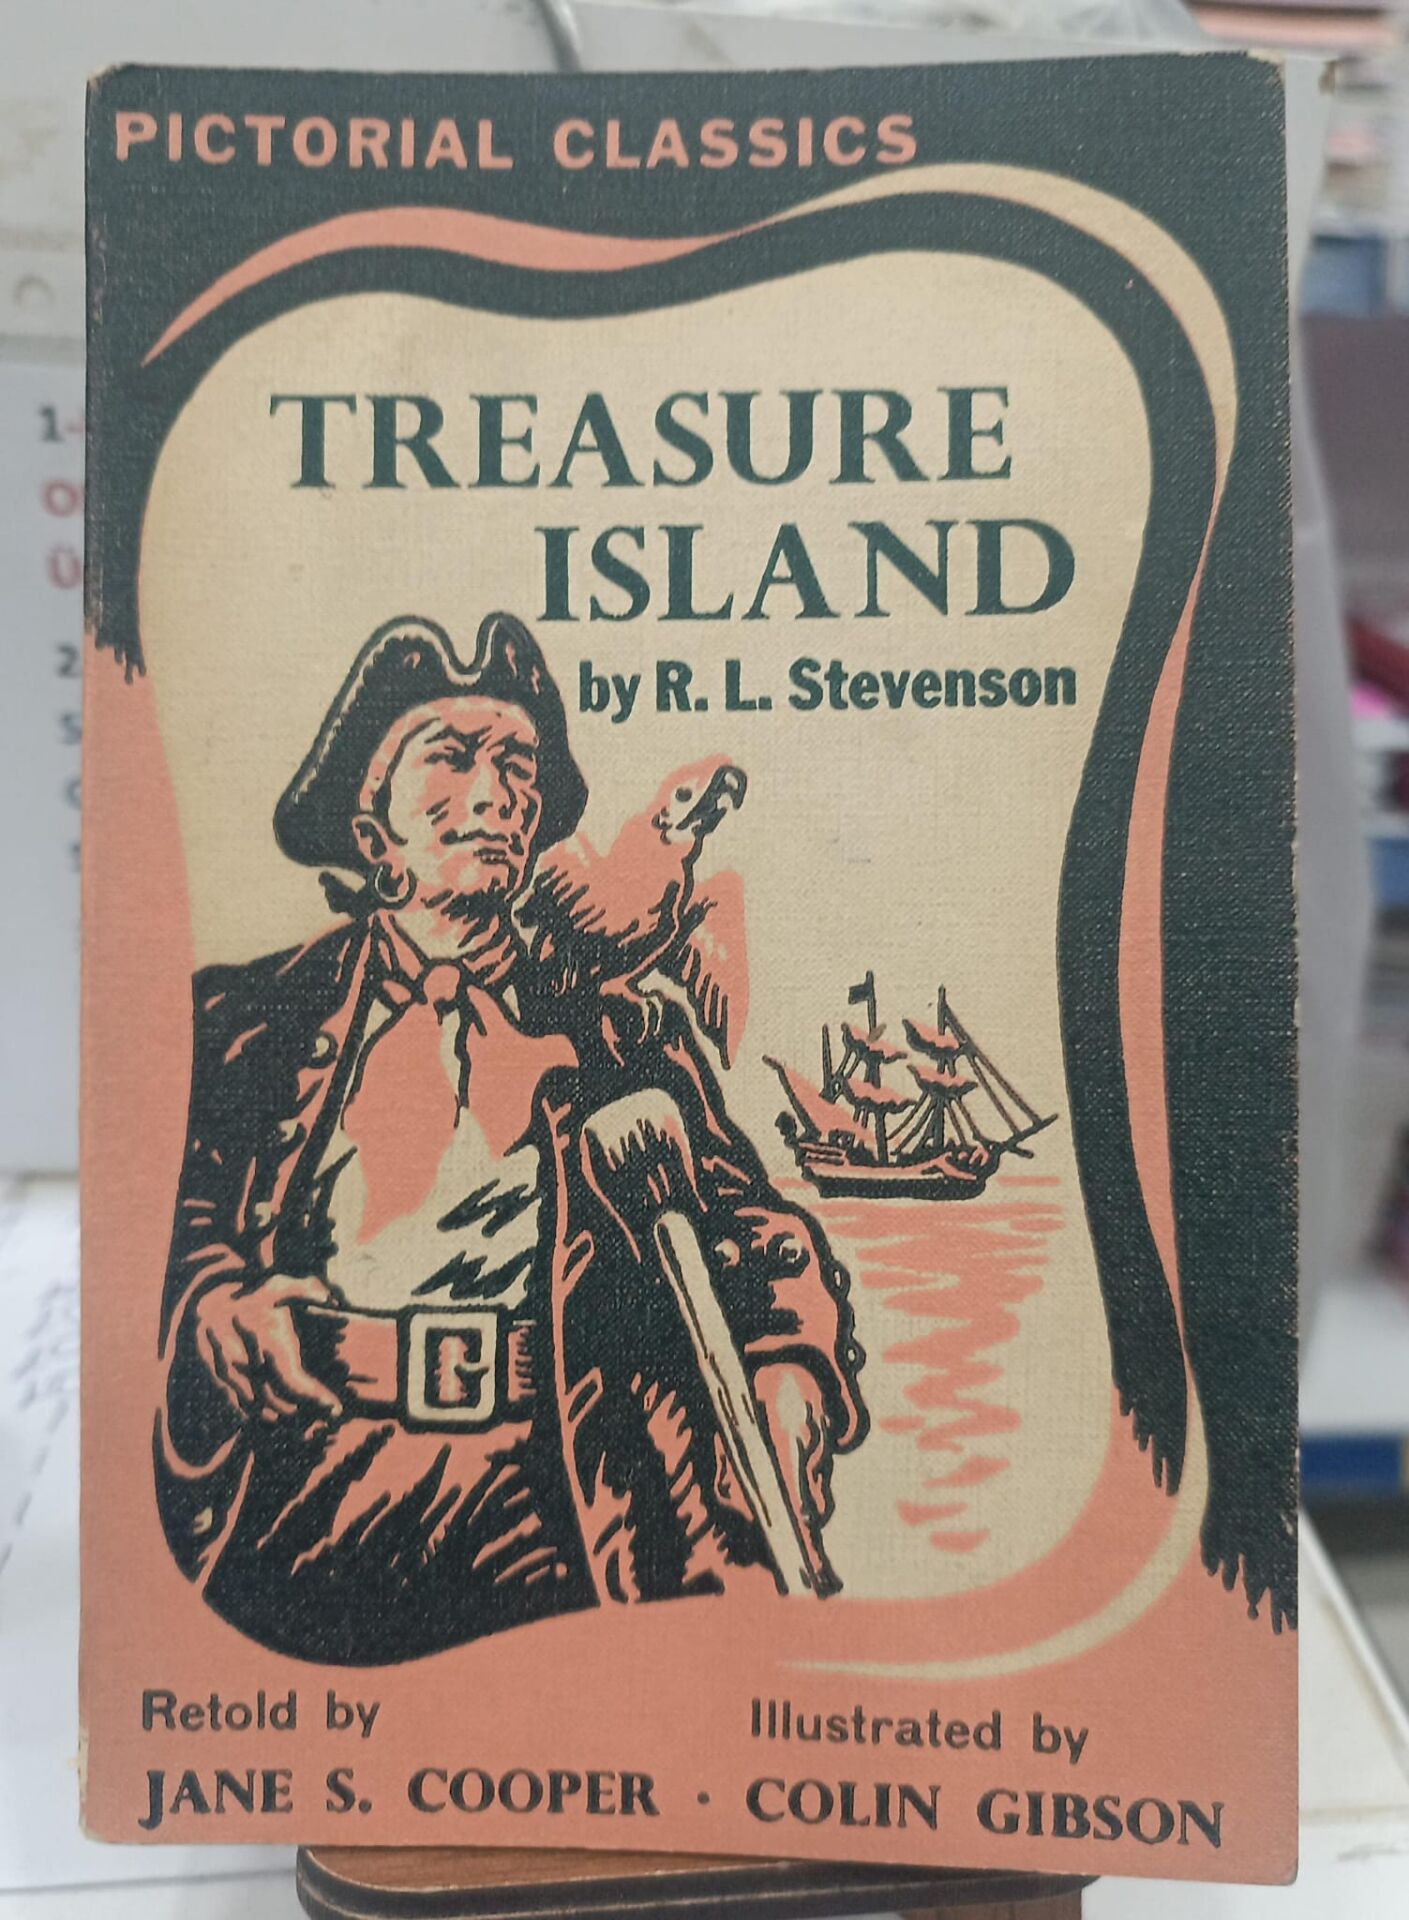 PICTORIAL CLASSICS
TREASURE
ISLAND
by R. L. Stevenson
Retold by
JANE S. COOPER
Illustrated by
COLIN GIBSON